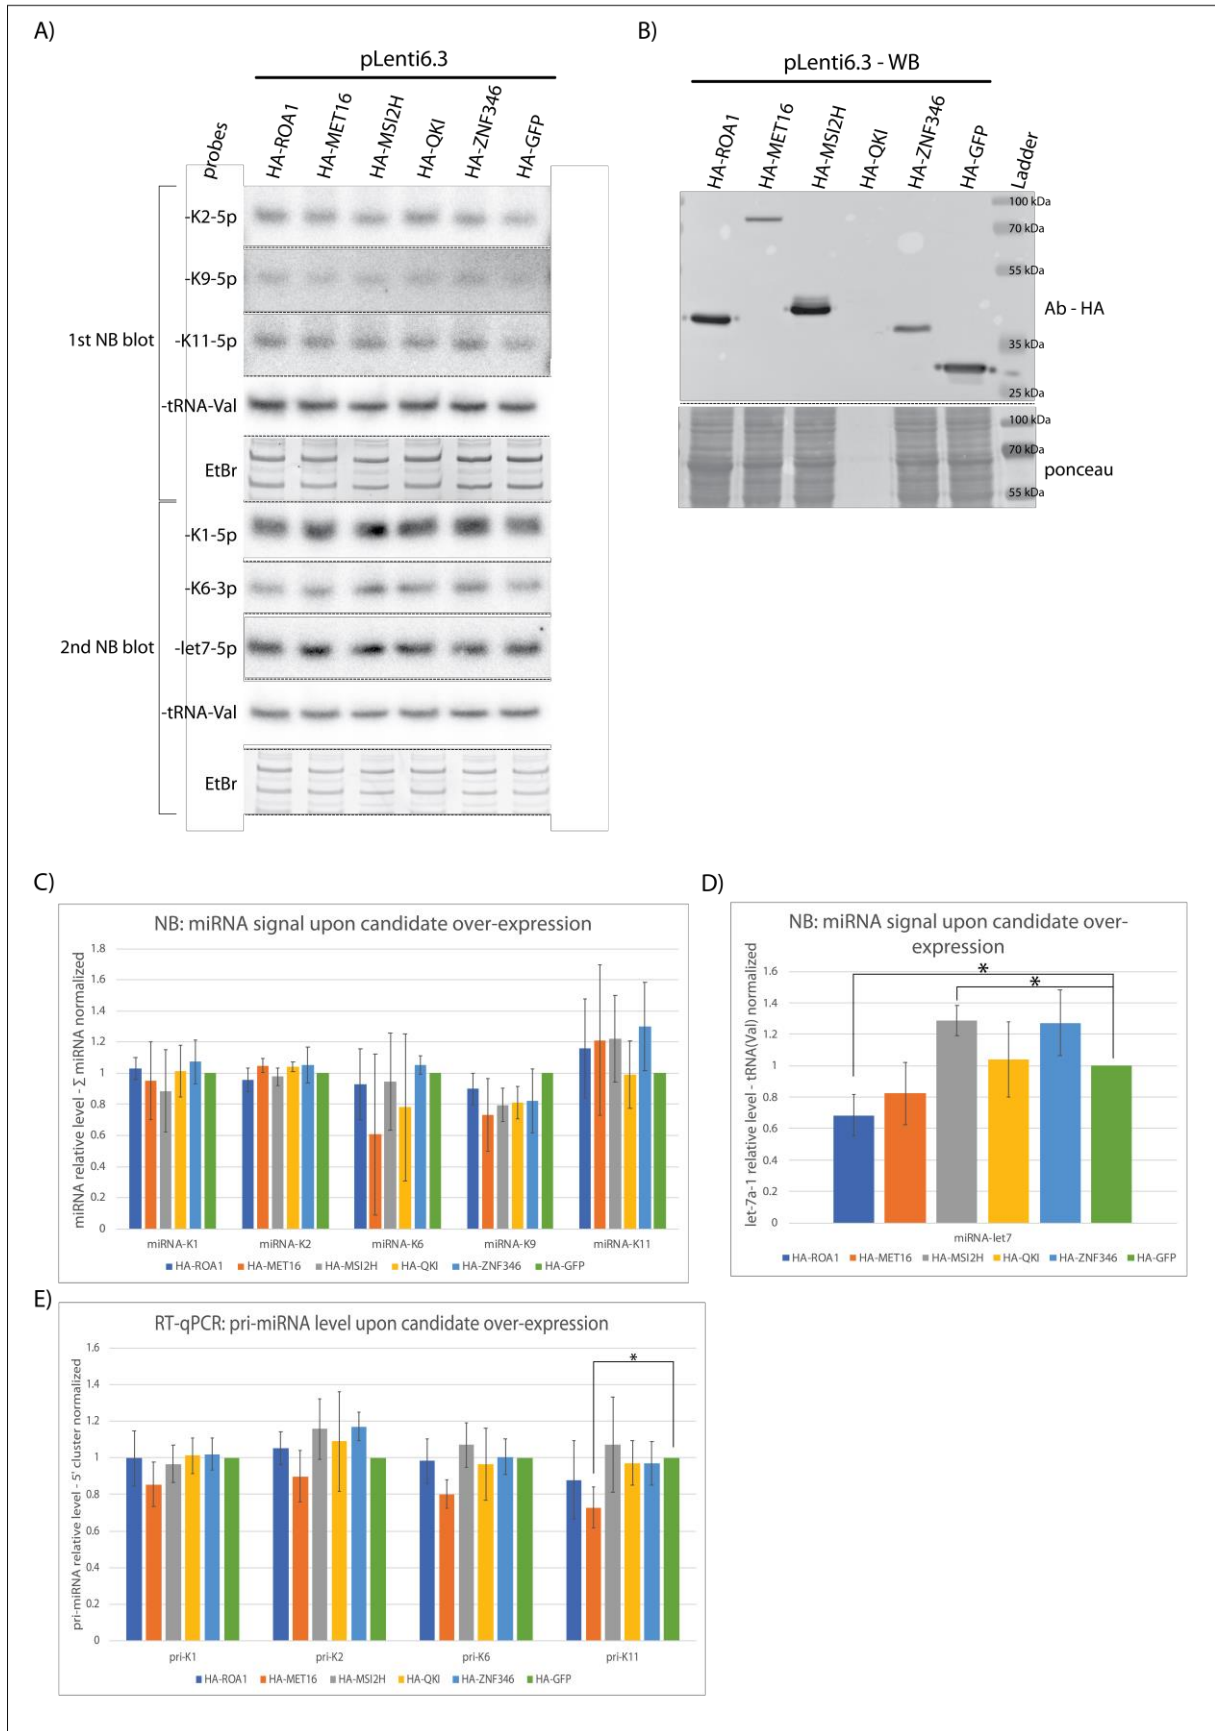 A)
pLenti6.3
probes
HA-ROA1
HA-MET16
HA-MSI2H
HA-QKI
HA-ZNF346
HA-GFP
1st NB blot
-K2-5p
-K9-5p
-K11-5p
-tRNA-Val
EtBr
2nd NB blot
-K1-5p
-K6-3p
-let7-5p
-tRNA-Val
EtBr
B)
pLenti6.3 - WB
HA-ROA1
HA-MET16
HA-MSI2H
HA-QKI
HA-ZNF346
HA-GFP
Ladder
100 kDa
70 kDa
55 kDa
Ab - HA
35 kDa
25 kDa
100 kDa
70 kDa
ponceau
55 kDa
C)
NB: miRNA signal upon candidate over-expression
miRNA relative level - Σ miRNA normalized
1.8
1.6
1.4
1.2
1
0.8
0.6
0.4
0.2
0
miRNA-K1 miRNA-K2 miRNA-K6 miRNA-K9 miRNA-K11
HA-ROA1 HA-MET16 HA-MSI2H HA-QKI HA-ZNF346 HA-GFP
D)
NB: miRNA signal upon candidate over-
expression
let-7a-1 relative level - tRNA(Val) normalized
1.6
1.4
1.2
1
0.8
0.6
0.4
0.2
0
*
*
miRNA-let7
HA-ROA1 HA-MET16 HA-MSI2H HA-QKI HA-ZNF346 HA-GFP
E)
RT-qPCR: pri-miRNA level upon candidate over-expression
pri-miRNA relative level - 5' cluster normalized
1.6
1.4
1.2
1
0.8
0.6
0.4
0.2
0
*
pri-K1 pri-K2 pri-K6 pri-K11
HA-ROA1 HA-MET16 HA-MSI2H HA-QKI HA-ZNF346 HA-GFP